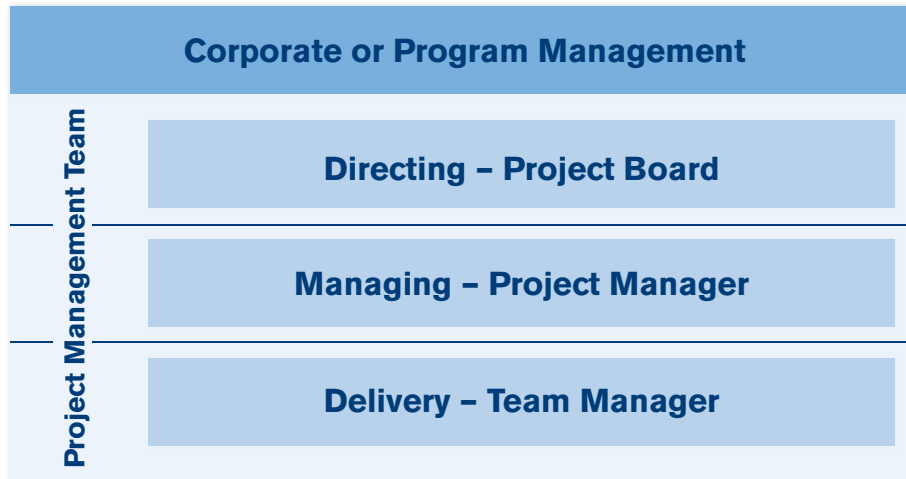 Corporate or Program Management
Project Management Team
Directing – Project Board
Managing – Project Manager
Delivery – Team Manager